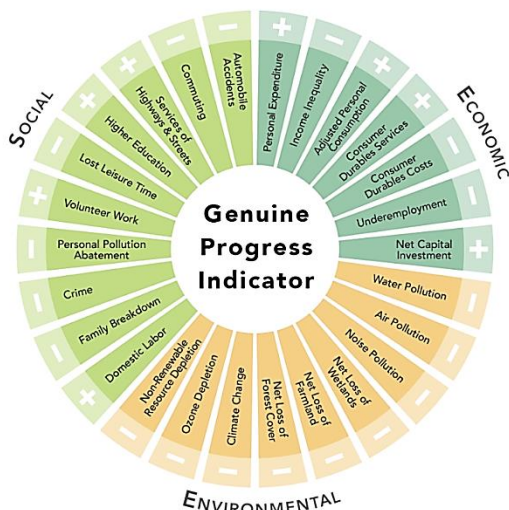 SOCIAL
ECONOMIC
ENVIRONMENTAL
Genuine
Progress
Indicator
+
Personal Expenditure
-
Income Inequality
+
Adjusted Personal
Consumption
+
Consumer
Durables Services
-
Consumer
Durables Costs
-
Underemployment
+
Net Capital
Investment
-
Water Pollution
-
Air Pollution
-
Noise Pollution
-
Net Loss of
Wetlands
-
Net Loss of
Farmland
-
Net Loss of
Forest Cover
-
Climate Change
-
Ozone Depletion
-
Non-Renewable
Resource Depletion
+
Domestic Labor
-
Family Breakdown
-
Crime
-
Personal Pollution
Abatement
+
Volunteer Work
-
Lost Leisure Time
+
Higher Education
+
Services of
Highways & Streets
-
Commuting
-
Automobile
Accidents